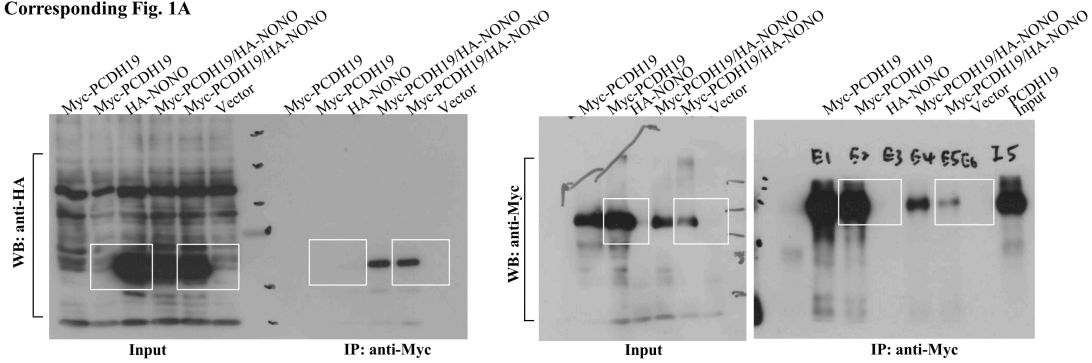 Corresponding Fig. 1A
Myc-PCDH19
Myc-PCDH19
HA-NONO
Myc-PCDH19/HA-NONO
Myc-PCDH19/HA-NONO
Vector
Myc-PCDH19
Myc-PCDH19
HA-NONO
Myc-PCDH19/HA-NONO
Myc-PCDH19/HA-NONO
Vector
WB: anti-HA
Input
IP: anti-Myc
Myc-PCDH19
Myc-PCDH19
HA-NONO
Myc-PCDH19/HA-NONO
Myc-PCDH19/HA-NONO
Vector
Myc-PCDH19
Myc-PCDH19
HA-NONO
Myc-PCDH19/HA-NONO
Myc-PCDH19/HA-NONO
Vector
PCDH19
Input
WB: anti-Myc
E1 E2 E3 E4 E5 E6 I5
Input
IP: anti-Myc